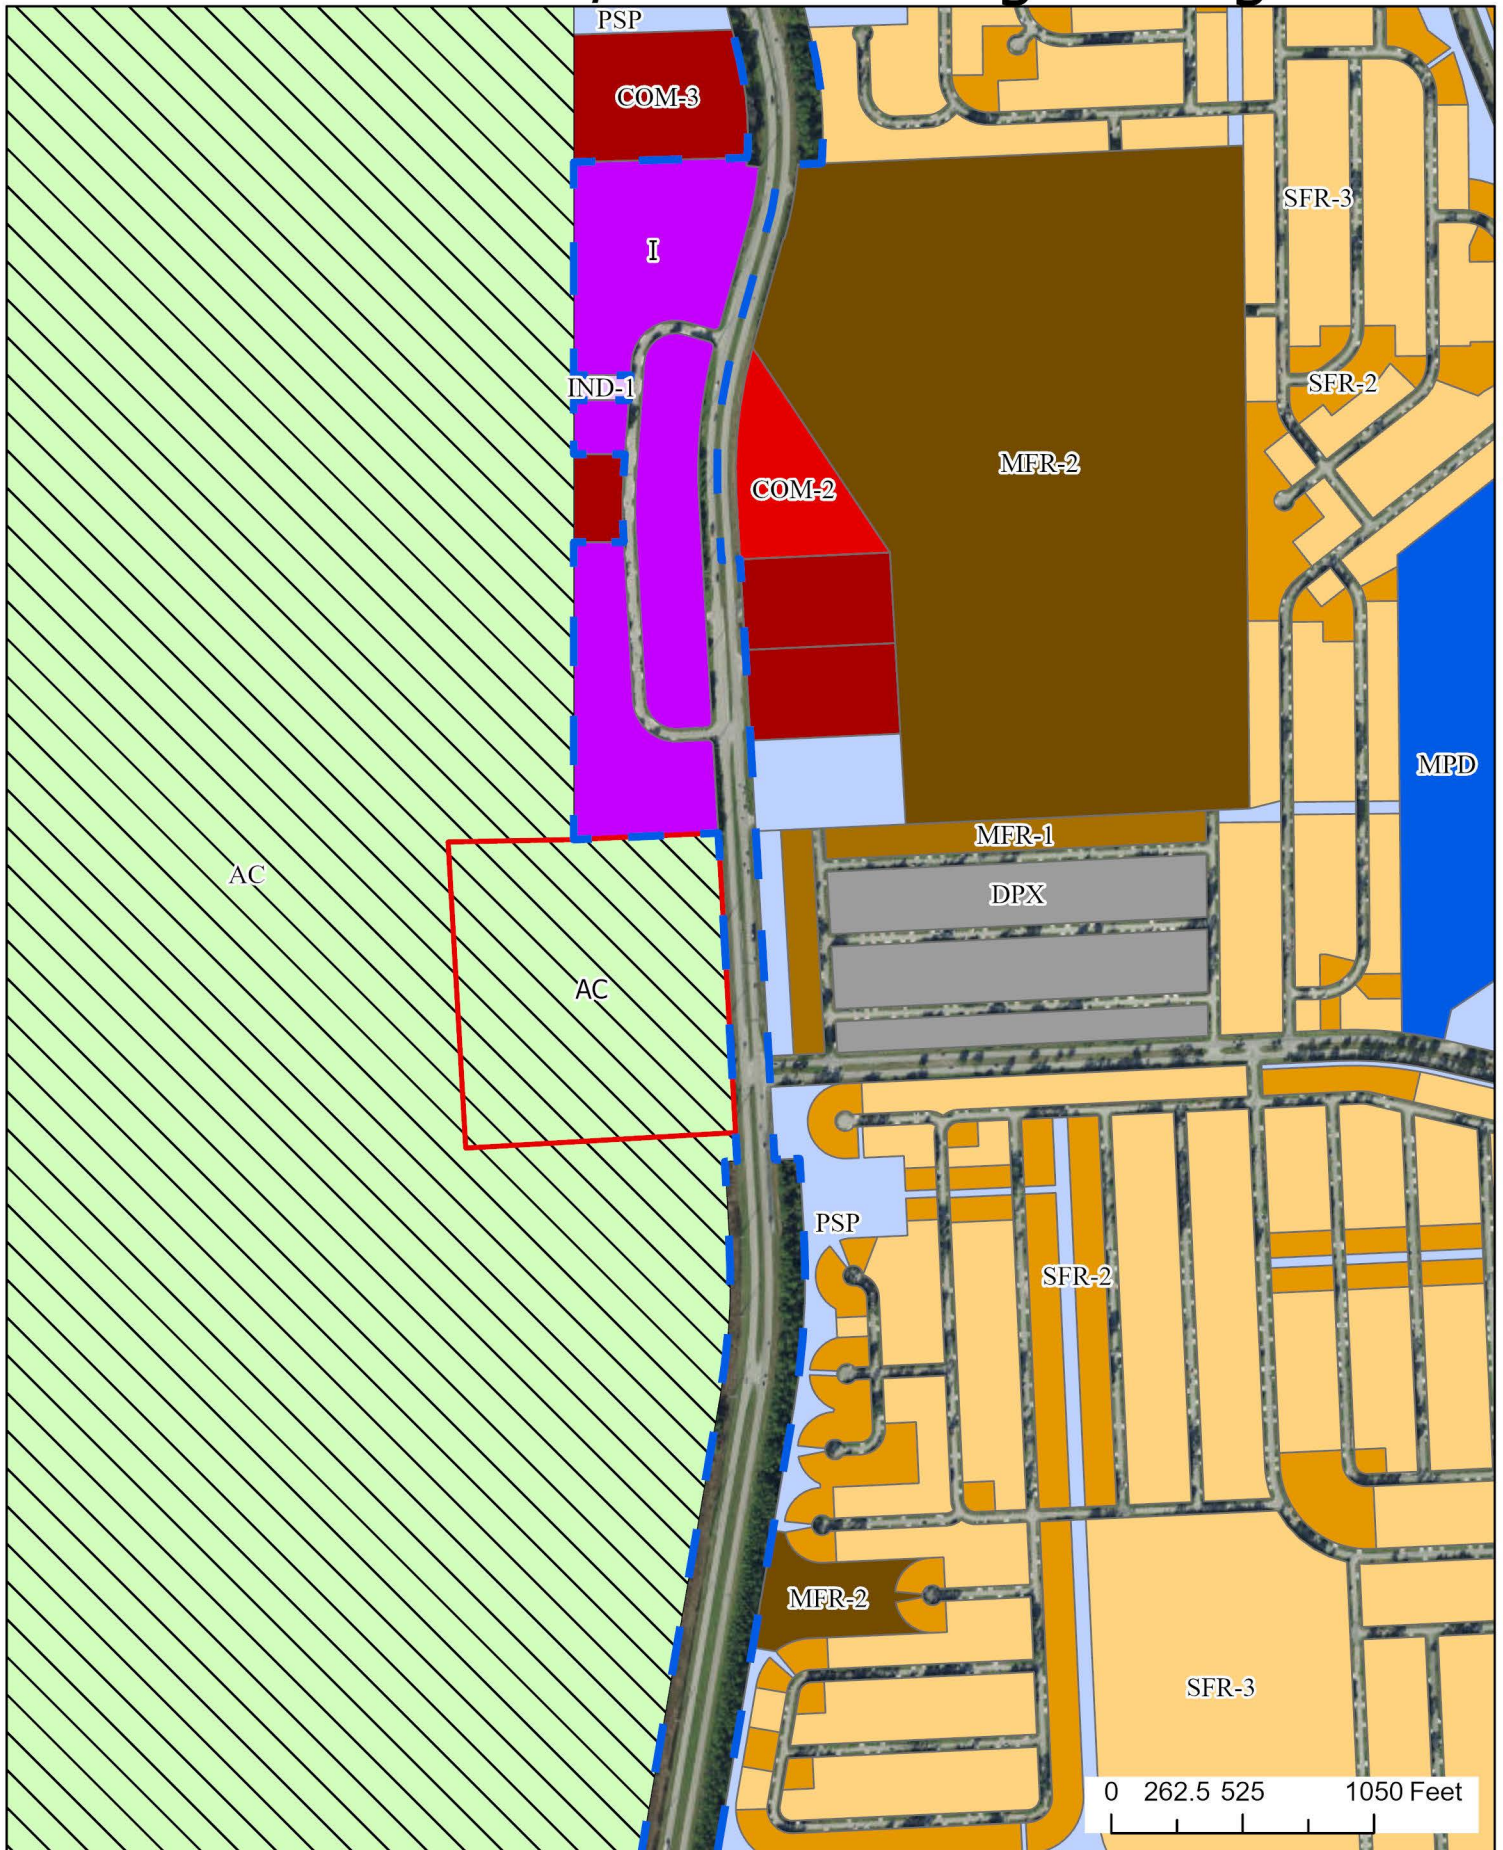 PSP
COM-3
SFR-3
I
IND-1
SFR-2
MFR-2
COM-2
MPD
MFR-1
AC
DPX
AC
PSP
SFR-2
MFR-2
SFR-3
0 262.5 525 1050 Feet